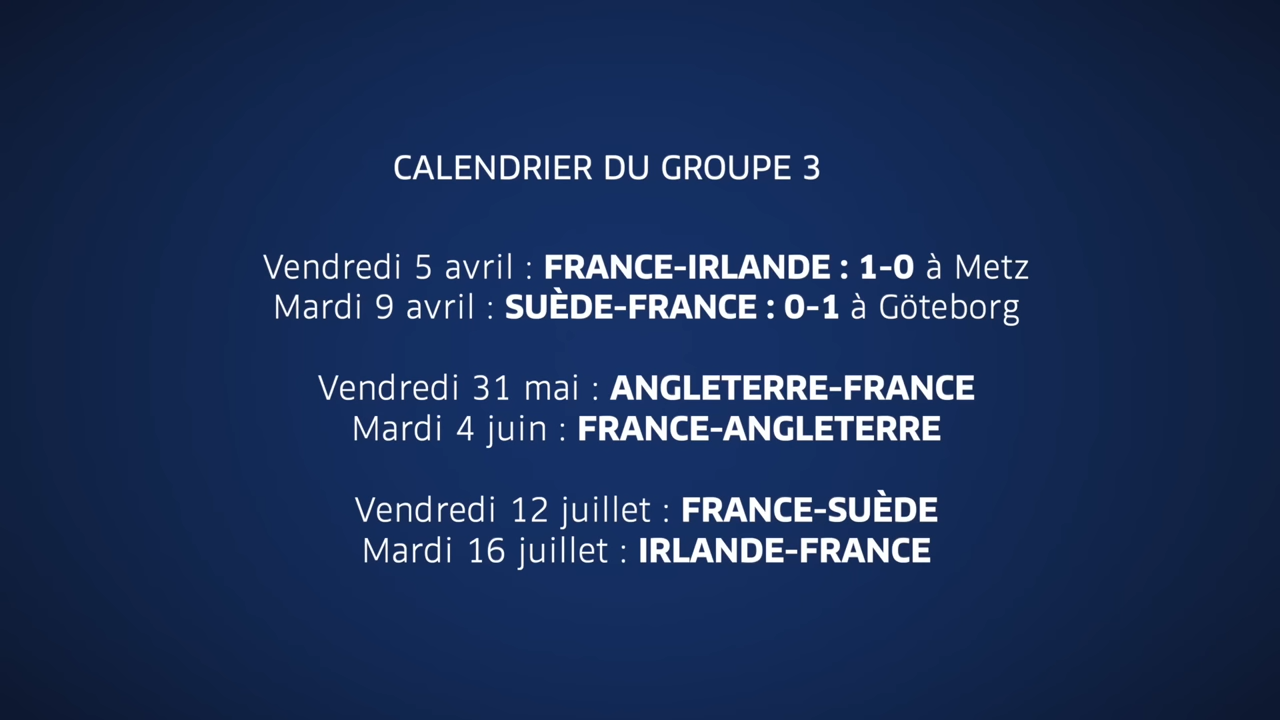 CALENDRIER DU GROUPE 3
Vendredi 5 avril : FRANCE-IRLANDE : 1-0 à Metz
Mardi 9 avril : SUÈDE-FRANCE : 0-1 à Göteborg
Vendredi 31 mai : ANGLETERRE-FRANCE
Mardi 4 juin : FRANCE-ANGLETERRE
Vendredi 12 juillet : FRANCE-SUÈDE
Mardi 16 juillet : IRLANDE-FRANCE